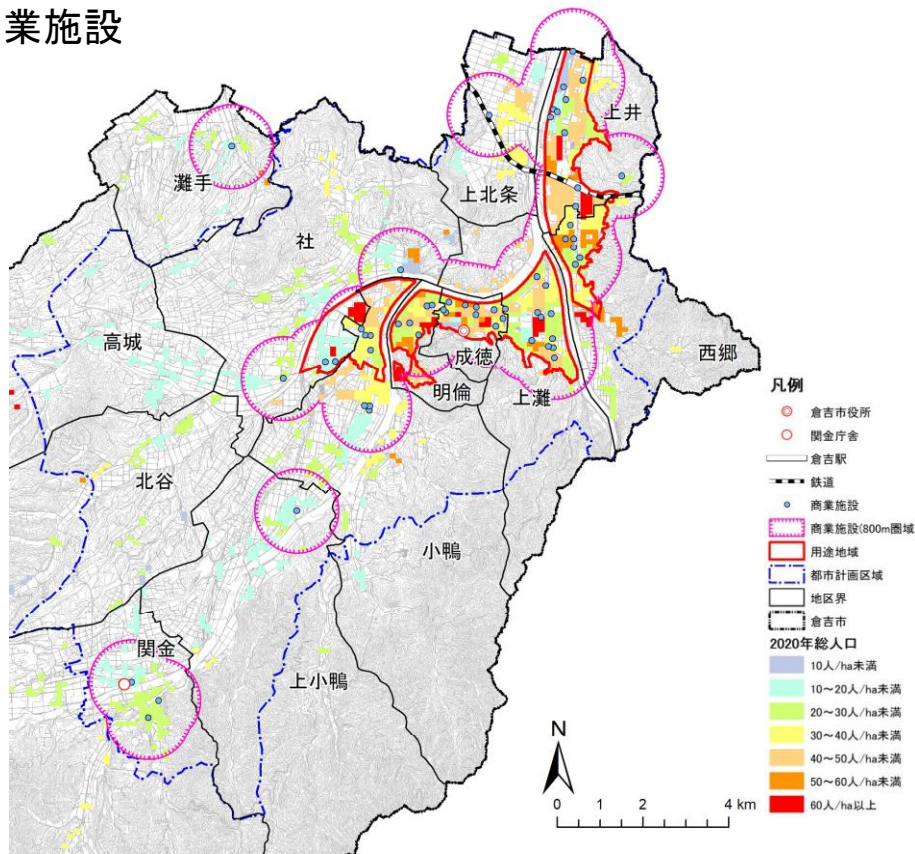 業施設
上井
灘手
上北条
社
高城
成徳
西郷
明倫
上灘
北谷
小鴨
関金
上小鴨
凡例
倉吉市役所
関金庁舎
倉吉駅
鉄道
商業施設
商業施設(800m圏域
用途地域
都市計画区域
地区界
倉吉市
2020年総人口
10人/ha未満
10~20人/ha未満
20~30人/ha未満
30~40人/ha未満
40~50人/ha未満
50~60人/ha未満
60人/ha以上
N
0 1 2 4 km